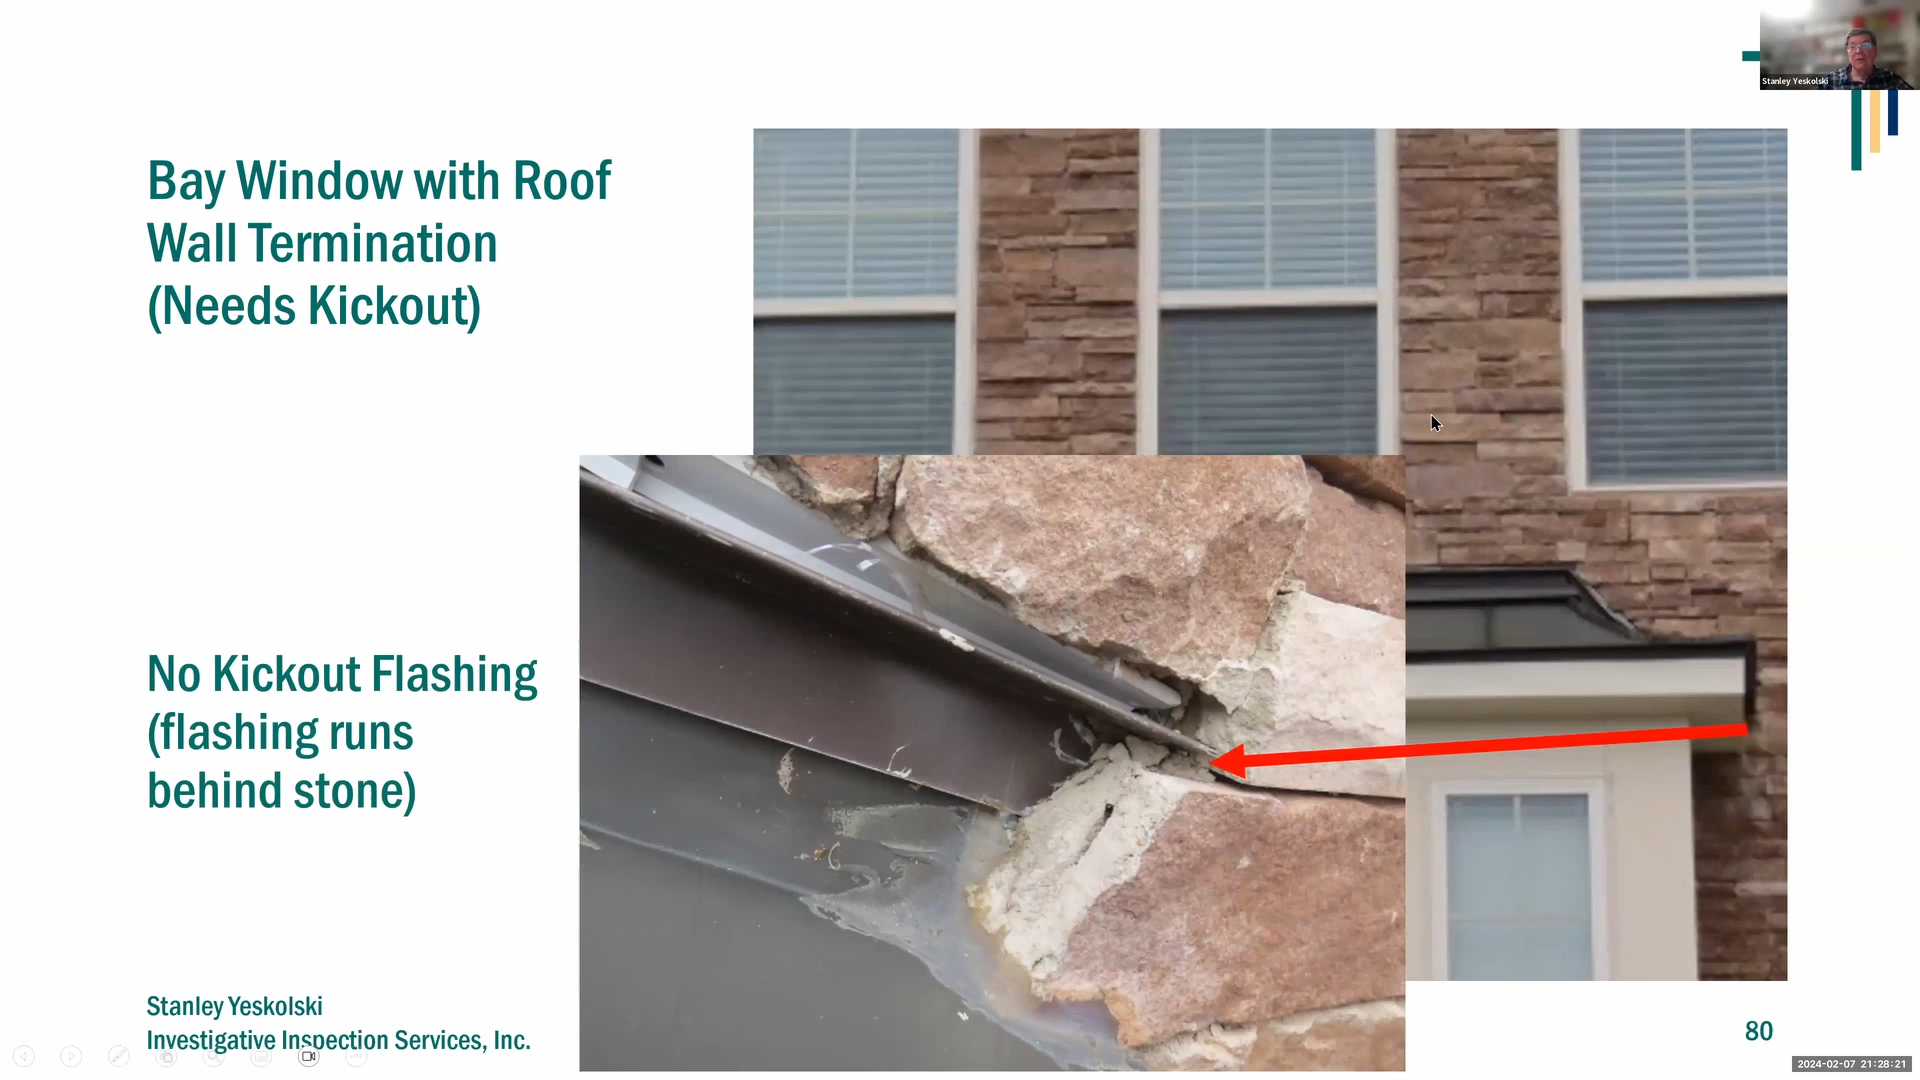 Stanley Yeskolski
Bay Window with Roof
Wall Termination
(Needs Kickout)
No Kickout Flashing
(flashing runs
behind stone)
Stanley Yeskolski
Investigative Inspection Services, Inc.
80
2024-02-07 21:28:21